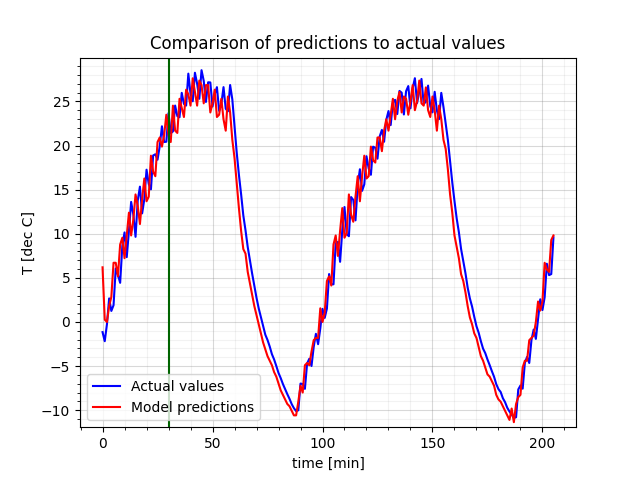 Comparison of predictions to actual values
T [dec C]
25
20
15
10
5
0
−5
−10
Actual values
Model predictions
0
50
100
150
200
time [min]